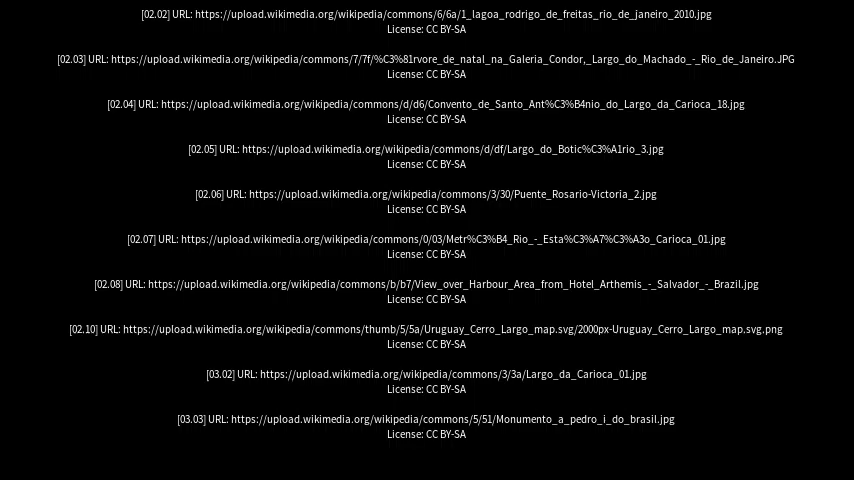 [02.02] URL: https://upload.wikimedia.org/wikipedia/commons/6/6a/1_lagoa_rodrigo_de_freitas_rio_de_janeiro_2010.jpg
License: CC BY-SA
[02.03] URL: https://upload.wikimedia.org/wikipedia/commons/7/7f/%C3%81rvore_de_natal_na_Galeria_Condor,_Largo_do_Machado_-_Rio_de_Janeiro.JPG
License: CC BY-SA
[02.04] URL: https://upload.wikimedia.org/wikipedia/commons/d/d6/Convento_de_Santo_Ant%C3%B4nio_do_Largo_da_Carioca_18.jpg
License: CC BY-SA
[02.05] URL: https://upload.wikimedia.org/wikipedia/commons/d/df/Largo_do_Botic%C3%A1rio_3.jpg
License: CC BY-SA
[02.06] URL: https://upload.wikimedia.org/wikipedia/commons/3/30/Puente_Rosario-Victoria_2.jpg
License: CC BY-SA
[02.07] URL: https://upload.wikimedia.org/wikipedia/commons/0/03/Metr%C3%B4_Rio_-_Esta%C3%A7%C3%A3o_Carioca_01.jpg
License: CC BY-SA
[02.08] URL: https://upload.wikimedia.org/wikipedia/commons/b/b7/View_over_Harbour_Area_from_Hotel_Arthemis_-_Salvador_-_Brazil.jpg
License: CC BY-SA
[02.10] URL: https://upload.wikimedia.org/wikipedia/commons/thumb/5/5a/Uruguay_Cerro_Largo_map.svg/2000px-Uruguay_Cerro_Largo_map.svg.png
License: CC BY-SA
[03.02] URL: https://upload.wikimedia.org/wikipedia/commons/3/3a/Largo_da_Carioca_01.jpg
License: CC BY-SA
[03.03] URL: https://upload.wikimedia.org/wikipedia/commons/5/51/Monumento_a_pedro_i_do_brasil.jpg
License: CC BY-SA